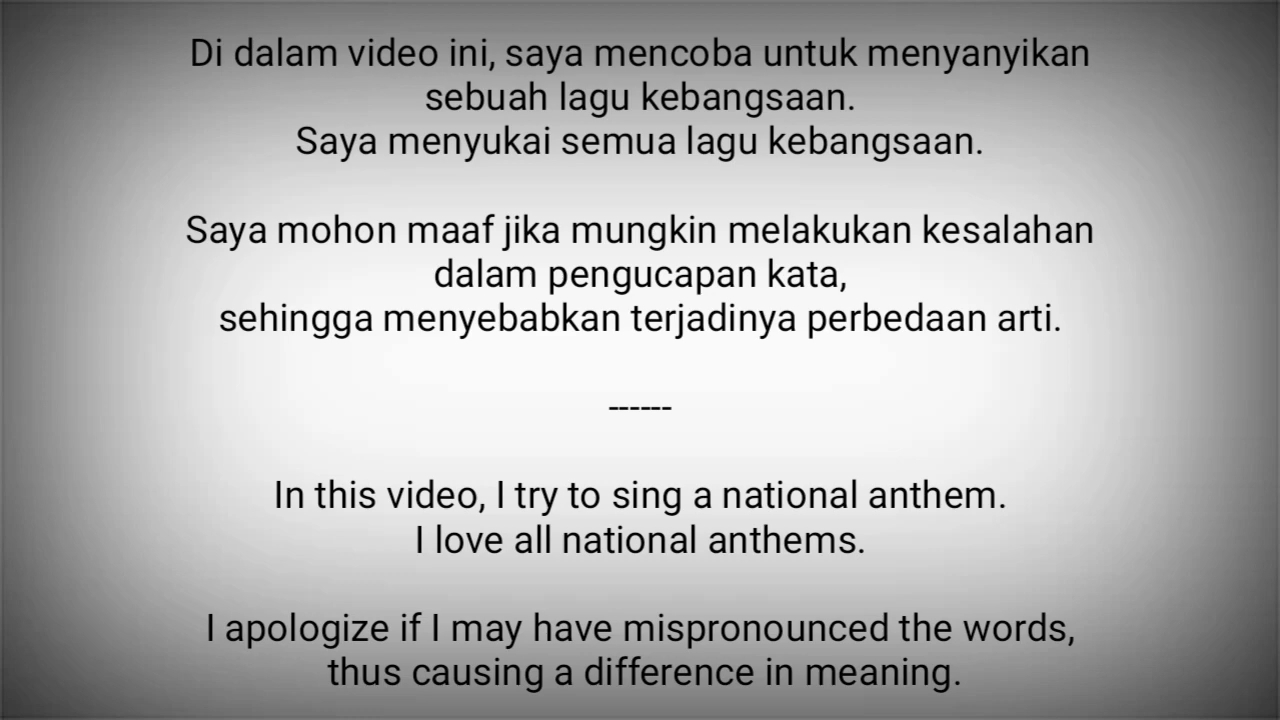 Di dalam video ini, saya mencoba untuk menyanyikan
sebuah lagu kebangsaan.
Saya menyukai semua lagu kebangsaan.
Saya mohon maaf jika mungkin melakukan kesalahan
dalam pengucapan kata,
sehingga menyebabkan terjadinya perbedaan arti.
------
In this video, I try to sing a national anthem.
I love all national anthems.
I apologize if I may have mispronounced the words,
thus causing a difference in meaning.